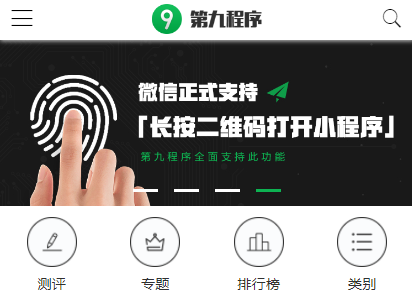 9 第九程序
微信正式支持
「长按二维码打开小程序」
第九程序全面支持此功能
测评 专题 排行榜 类别